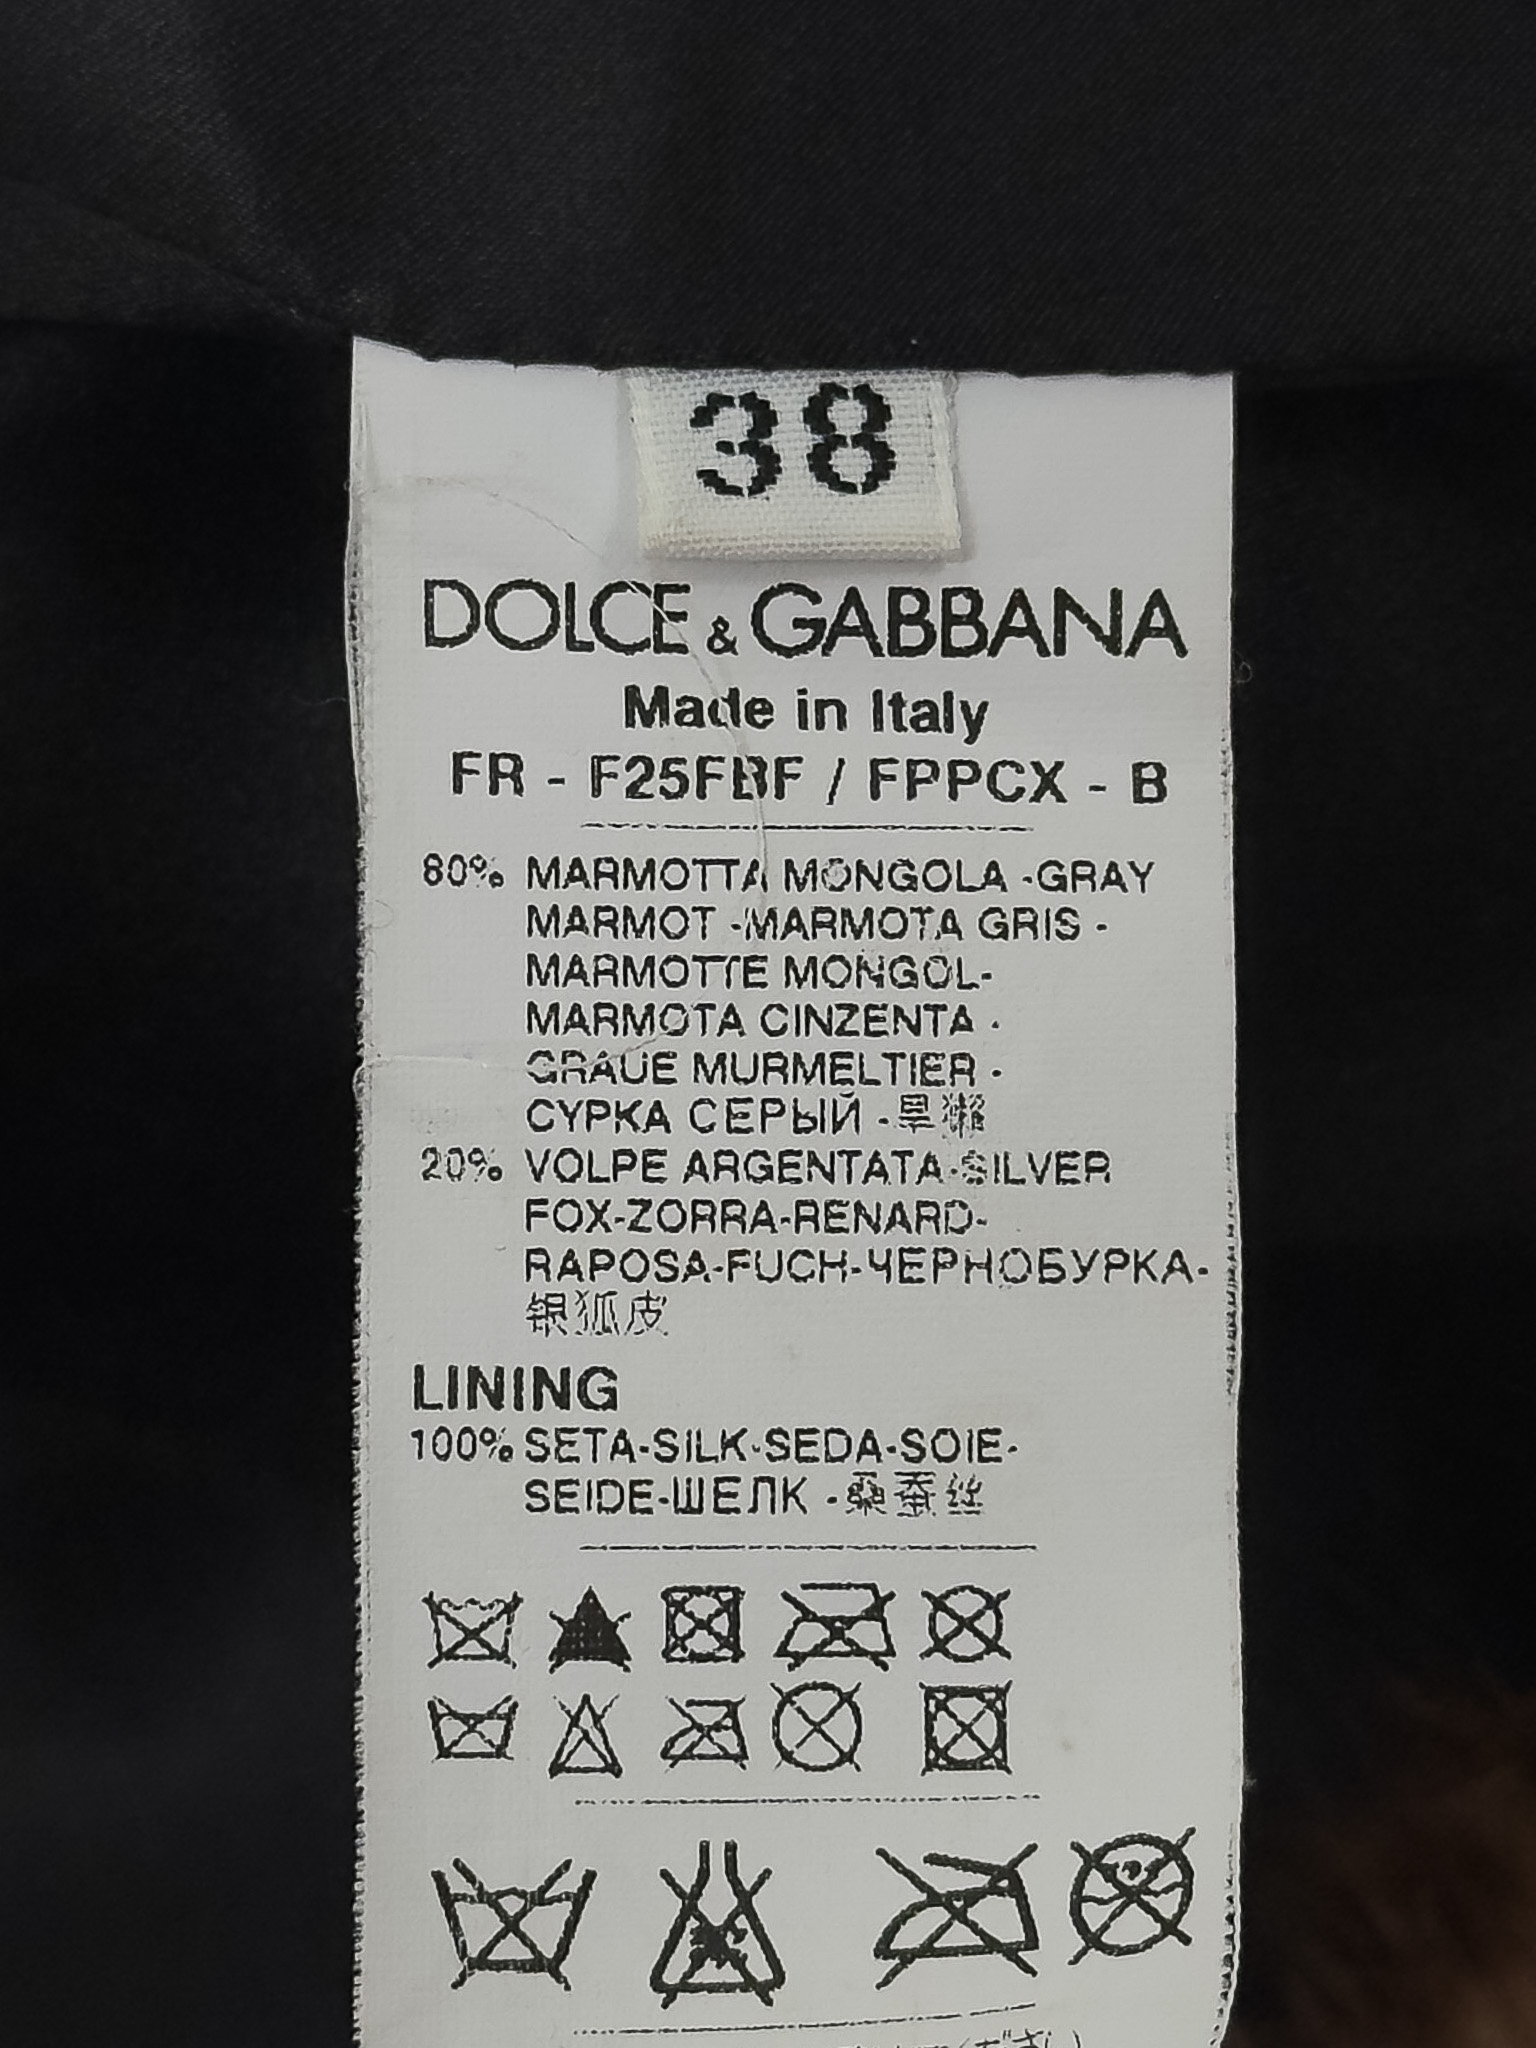 38
DOLCE & GABBANA
Made in Italy
FR - F25FBF / FPPCX - B
80% MARMOTTA MONGOLA -GRAY
MARMOT -MARMOTA GRIS -
MARMOTTE MONGOL-
MARMOTA CINZENTA -
GRAUE MURMELTIER -
СУРКА СЕРЫЙ -旱獭
20% VOLPE ARGENTATA-SILVER
FOX-ZORRA-RENARD-
RAPOSA-FUCH-ЧЕРНОБУРКА-
银狐皮
LINING
100% SETA-SILK-SEDA-SOIE-
SEIDE-ШЕЛК -桑蚕丝